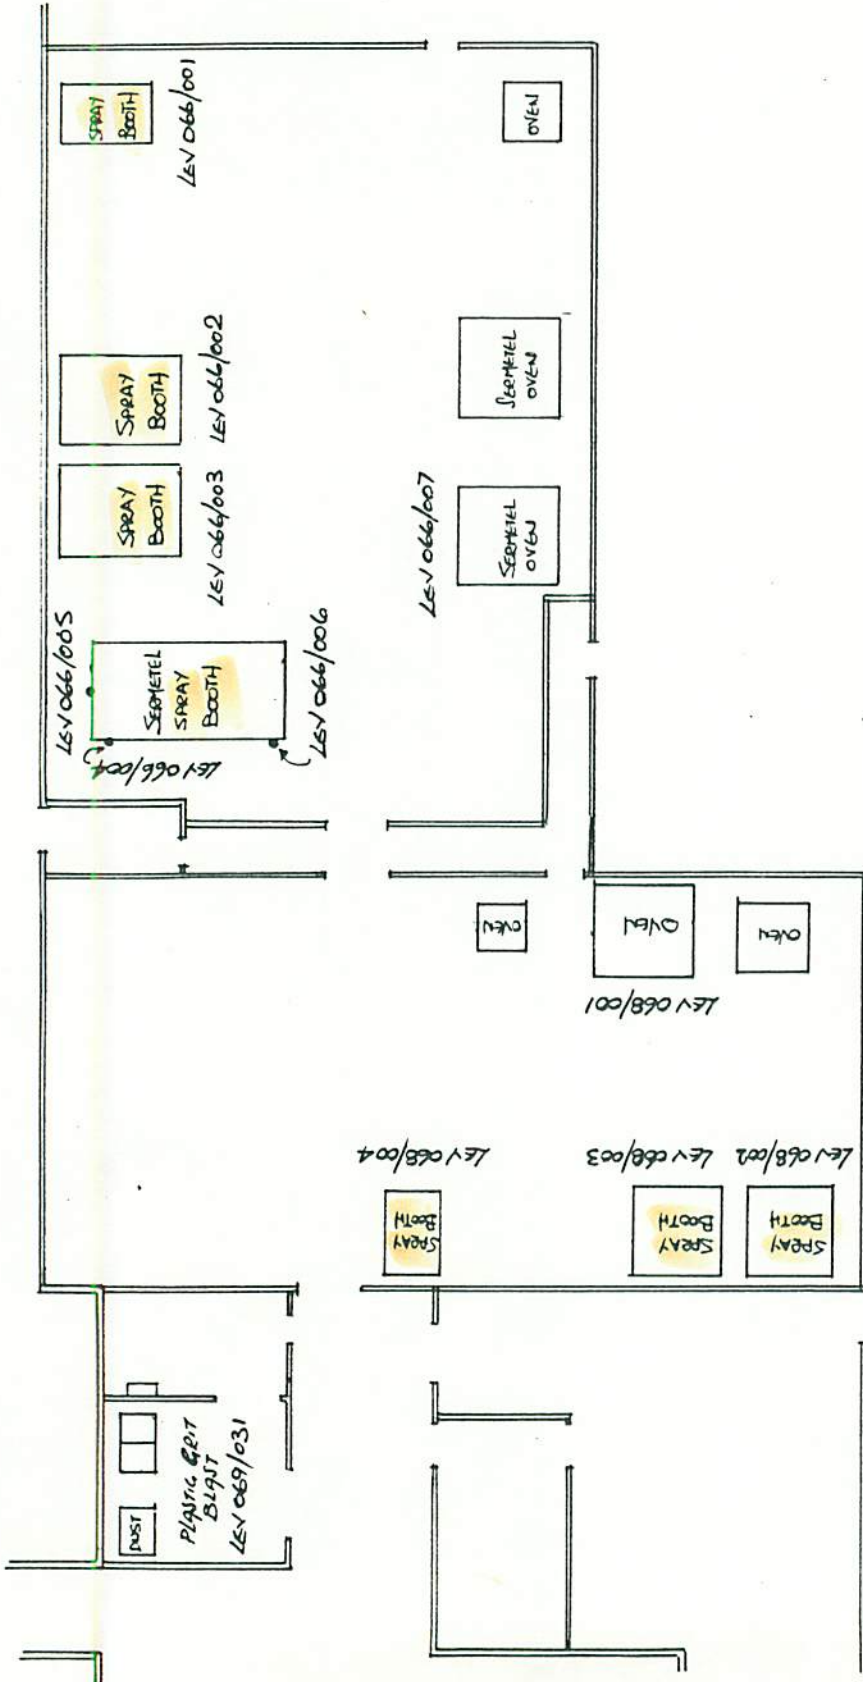 SPRAY
BOOTH
LEV 066/001
OVEN
SPRAY
BOOTH
LEV 066/002
SERMETEL
OVEN
SPRAY
BOOTH
LEV 066/003
LEV 066/007
SERMETEL
OVEN
LEV 066/005
SERMETEL
SPRAY
BOOTH
LEV 066/006
LEV 066/004
OVEN
OVEN
OVEN
LEV 068/001
LEV 068/004
LEV 068/003
LEV 068/002
SPRAY
BOOTH
SPRAY
BOOTH
SPRAY
BOOTH
DUST
PLASTIC GRIT
BLAST
LEV 069/031